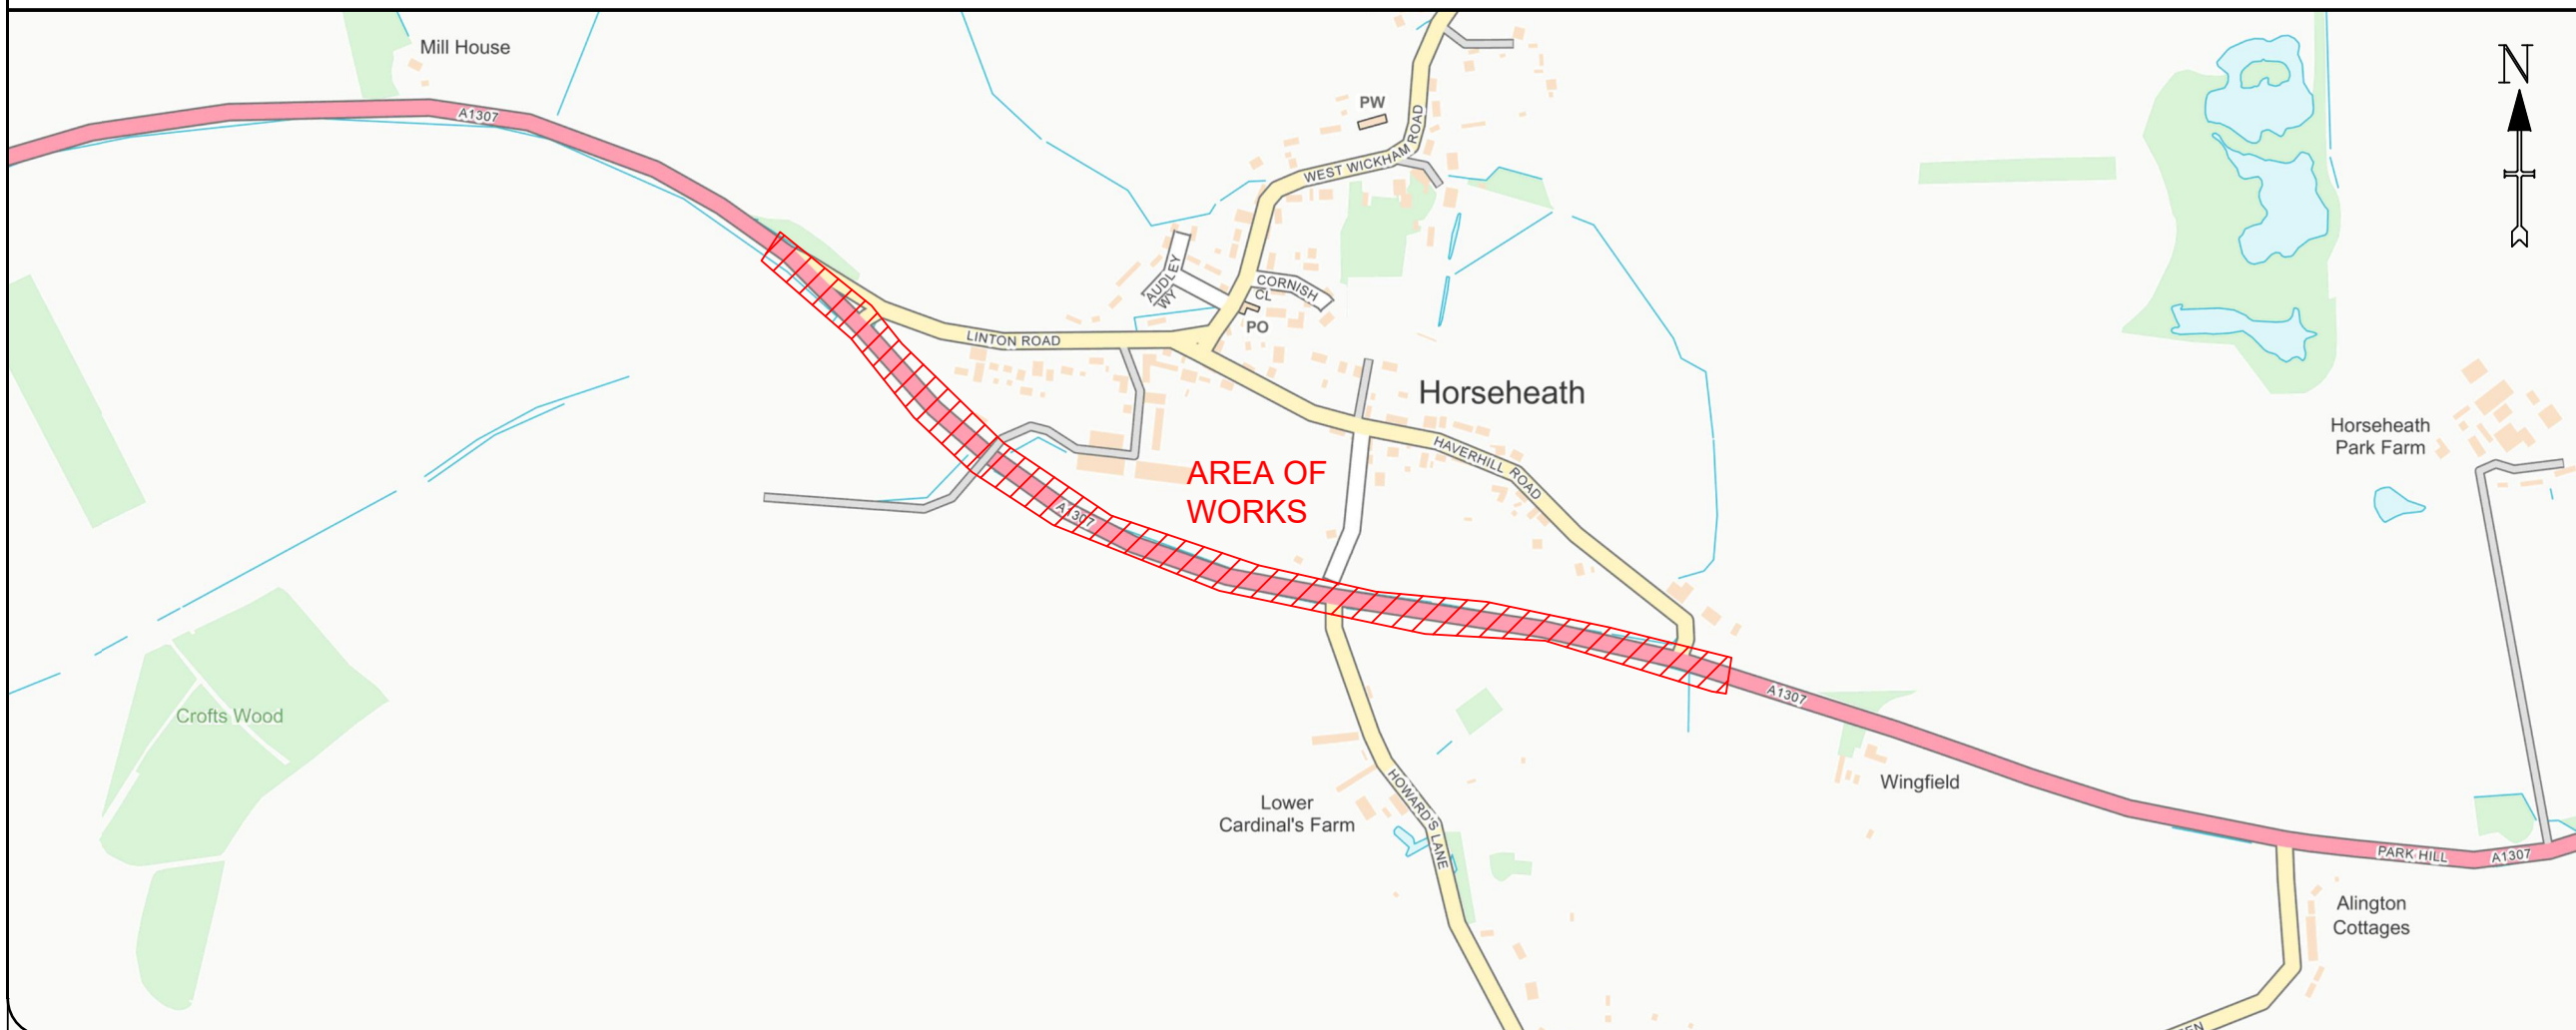 Mill House
N
A1307
PW
WEST WICKHAM ROAD
AUDLEY
WY
CORNISH
CL
PO
LINTON ROAD
Horseheath
HAVERHILL ROAD
Horseheath
Park Farm
AREA OF
WORKS
A1307
Crofts Wood
A1307
Wingfield
HOWARD'S LANE
Lower
Cardinal's Farm
PARK HILL
A1307
Alington
Cottages